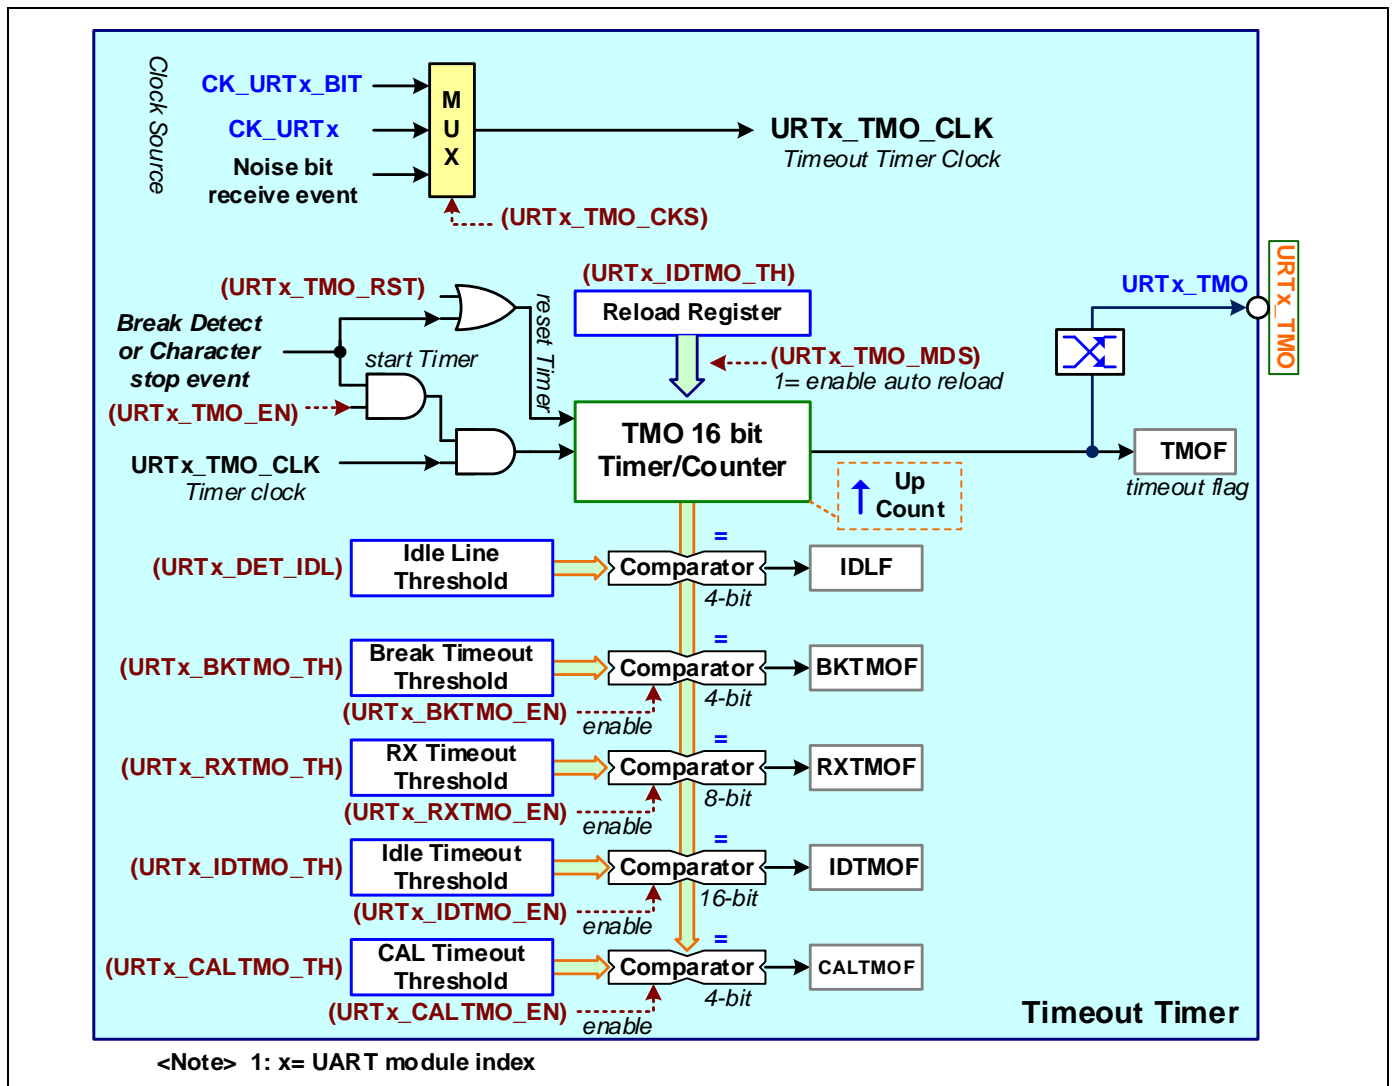 Clock Source
CK_URTx_BIT
CK_URTx
Noise bit
receive event
M
U
X
URTx_TMO_CLK
Timeout Timer Clock
(URTx_TMO_CKS)
(URTx_TMO_RST)
Break Detect
or Character
stop event
start Timer
reset Timer
(URTx_TMO_EN)
URTx_TMO_CLK
Timer clock
(URTx_IDTMO_TH)
Reload Register
(URTx_TMO_MDS)
1= enable auto reload
TMO 16 bit
Timer/Counter
Up
Count
URTx_TMO
URTx_TMO
TMOF
timeout flag
(URTx_DET_IDL)
Idle Line
Threshold
=
Comparator
4-bit
IDLF
(URTx_BKTMO_TH)
Break Timeout
Threshold
=
Comparator
4-bit
BKTMOF
(URTx_BKTMO_EN)
enable
(URTx_RXTMO_TH)
RX Timeout
Threshold
=
Comparator
8-bit
RXTMOF
(URTx_RXTMO_EN)
enable
(URTx_IDTMO_TH)
Idle Timeout
Threshold
=
Comparator
16-bit
IDTMOF
(URTx_IDTMO_EN)
enable
(URTx_CALTMO_TH)
CAL Timeout
Threshold
=
Comparator
4-bit
CALTMOF
(URTx_CALTMO_EN)
enable
Timeout Timer
<Note> 1: x= UART module index